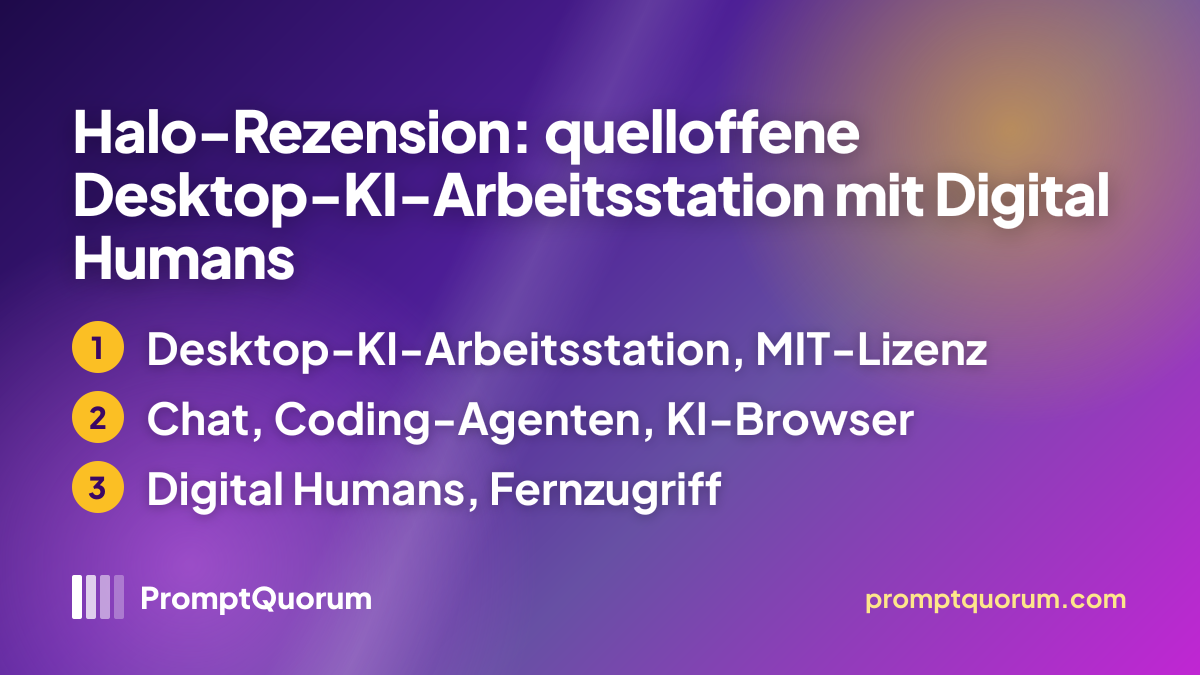 Halo-Rezension: quelloffene
Desktop-KI-Arbeitsstation mit Digital
Humans
1 Desktop-KI-Arbeitsstation, MIT-Lizenz
2 Chat, Coding-Agenten, KI-Browser
3 Digital Humans, Fernzugriff
PromptQuorum
promptquorum.com